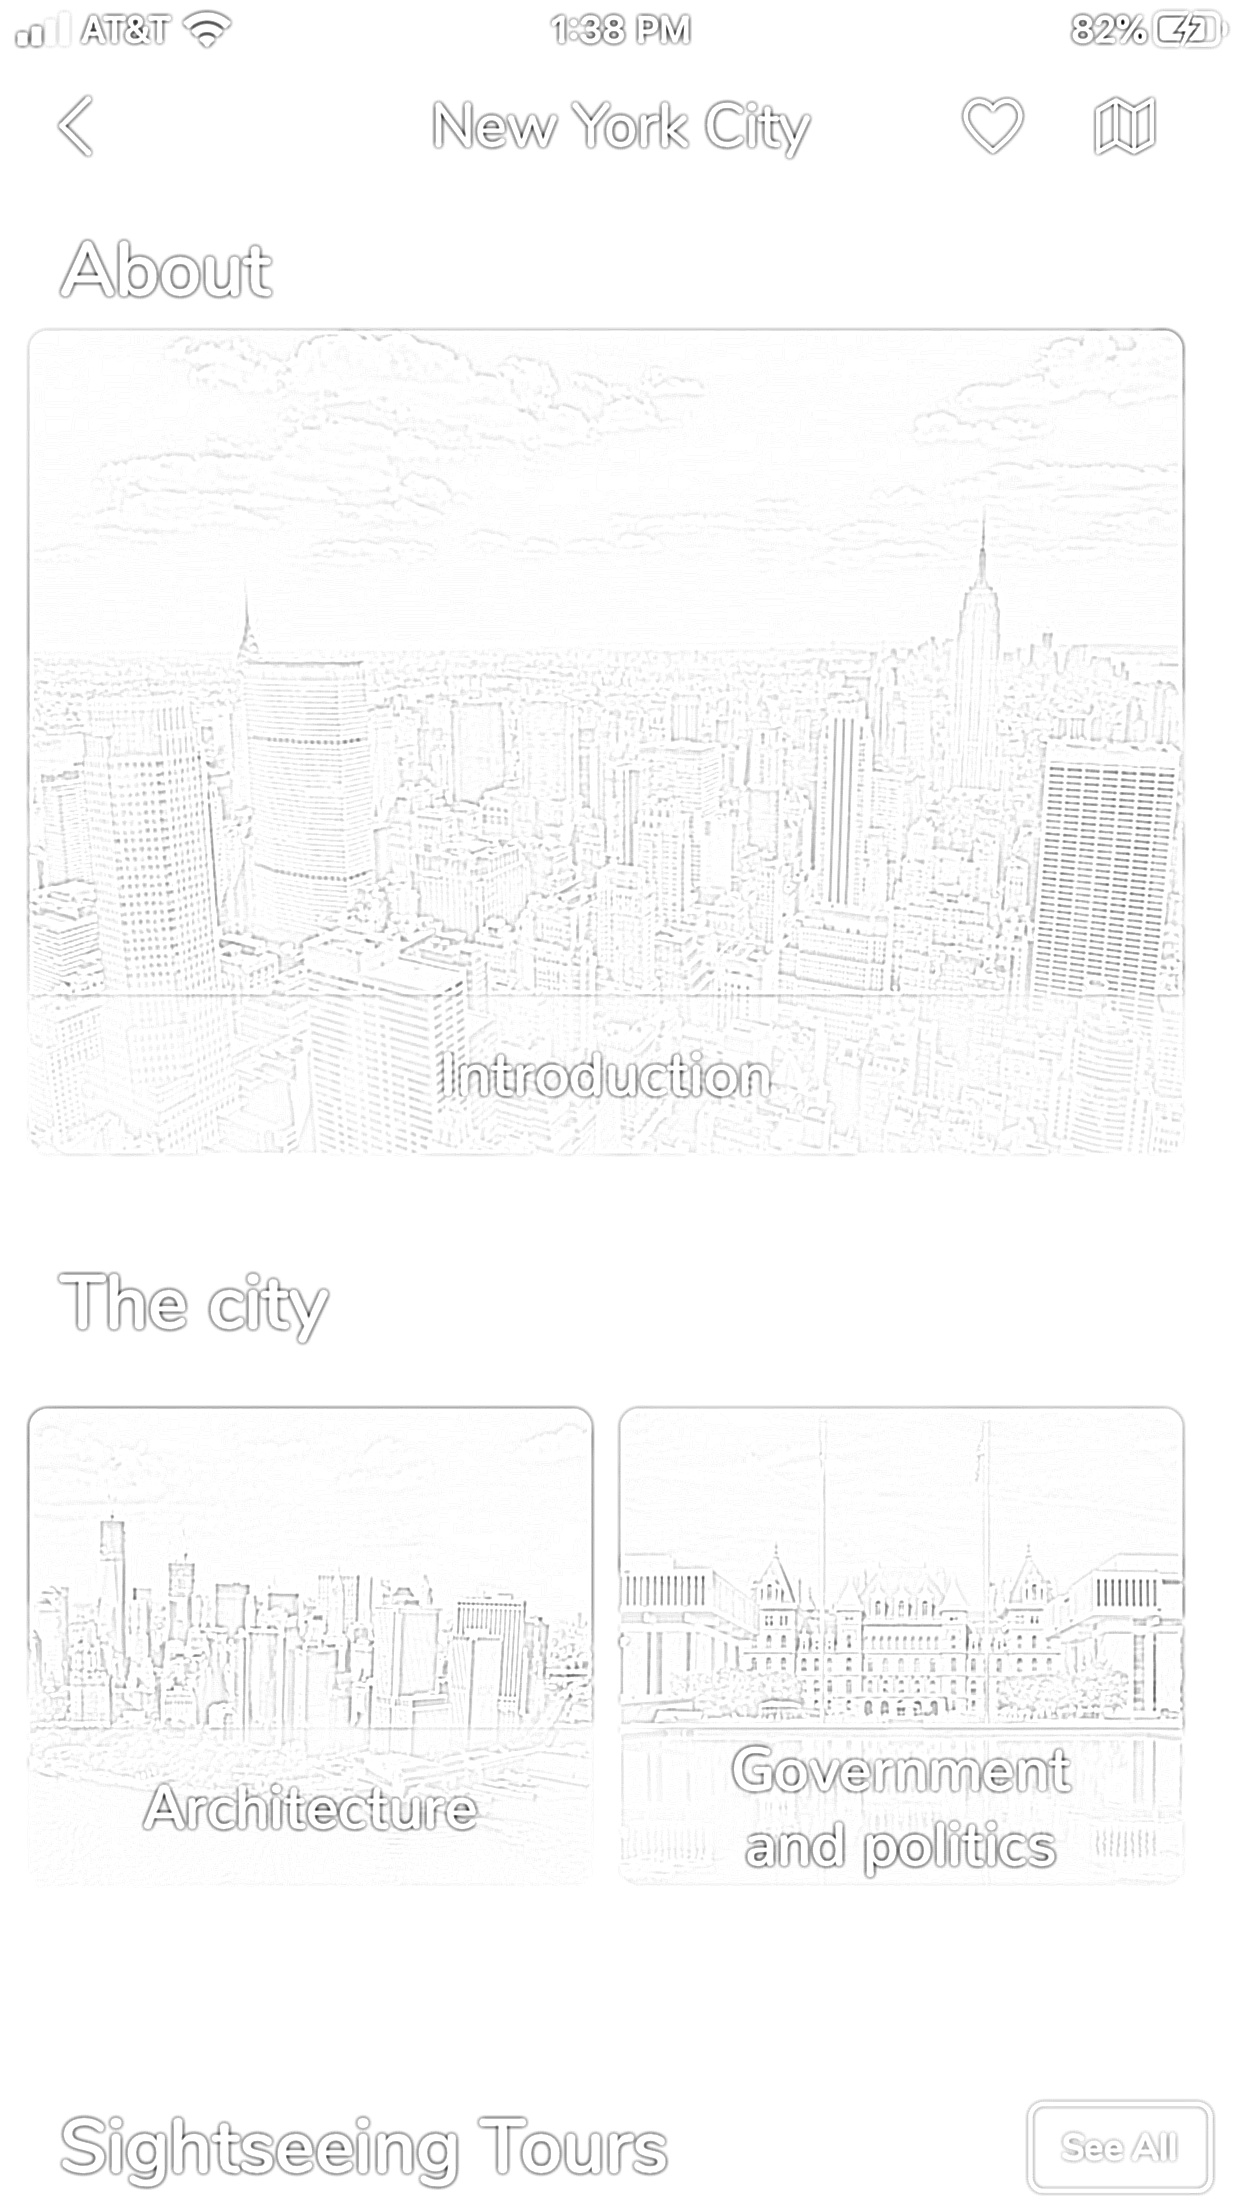 AT&T 1:38 PM 82%
New York City
About
Introduction
The city
Architecture
Government
and politics
Sightseeing Tours
See All